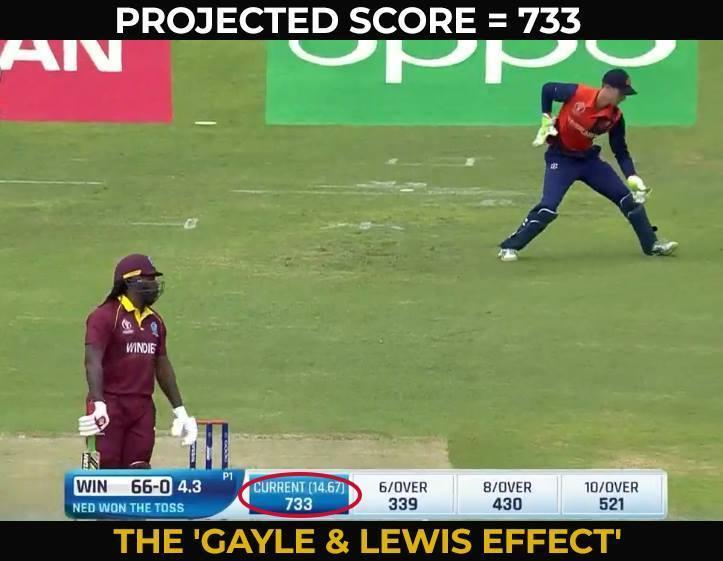 PROJECTED SCORE = 733
AN
oppo
WINDIES
WIN 66-0 4.3 P1
NED WON THE TOSS
CURRENT (14.67)
733
6/OVER
339
8/OVER
430
10/OVER
521
THE 'GAYLE & LEWIS EFFECT'